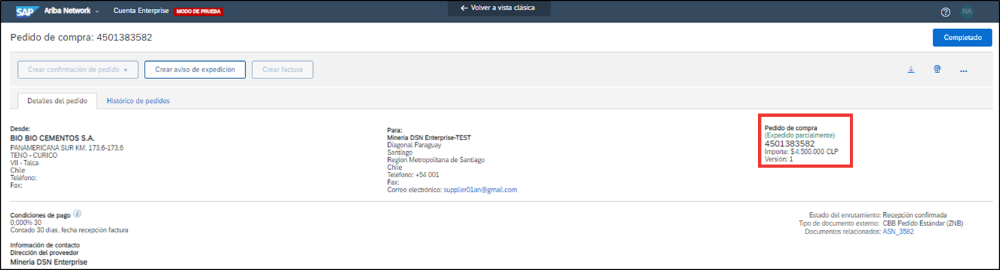 SAP Ariba Network Cuenta Enterprise MODO DE PRUEBA ← Volver a vista clásica ? NA
Pedido de compra: 4501383582 Completado
Crear confirmación de pedido ▼ Crear aviso de expedición Crear factura ...
Detalles del pedido Histórico de pedidos
Desde:
BIO BIO CEMENTOS S.A.
PANAMERICANA SUR KM. 173,6-173,6
TENO - CURICO
VII - Talca
Chile
Teléfono:
Fax:
Para:
Mineria DSN Enterprise-TEST
Diagonal Paraguay
Santiago
Región Metropolitana de Santiago
Chile
Teléfono: +54 001
Fax:
Correo electrónico: supplier01an@gmail.com
Pedido de compra
(Expedido parcialmente)
4501383582
Importe: $4.500.000 CLP
Versión: 1
Condiciones de pago i
0,000% 30
Contado 30 días, fecha recepción factura
Estado del enrutamiento: Recepción confirmada
Tipo de documento externo: CBB Pedido Estándar (ZNB)
Documentos relacionados: ASN_3582
Información de contacto
Dirección del proveedor
Mineria DSN Enterprise